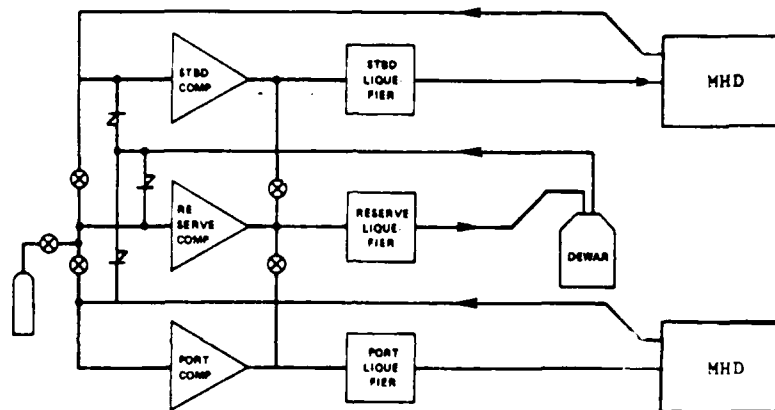 STBD
COMP
STBD
LIQUE-
FIER
MHD
RE
SERVE
COMP
RESERVE
LIQUE-
FIER
DEWAR
PORT
COMP
PORT
LIQUE
FIER
MHD